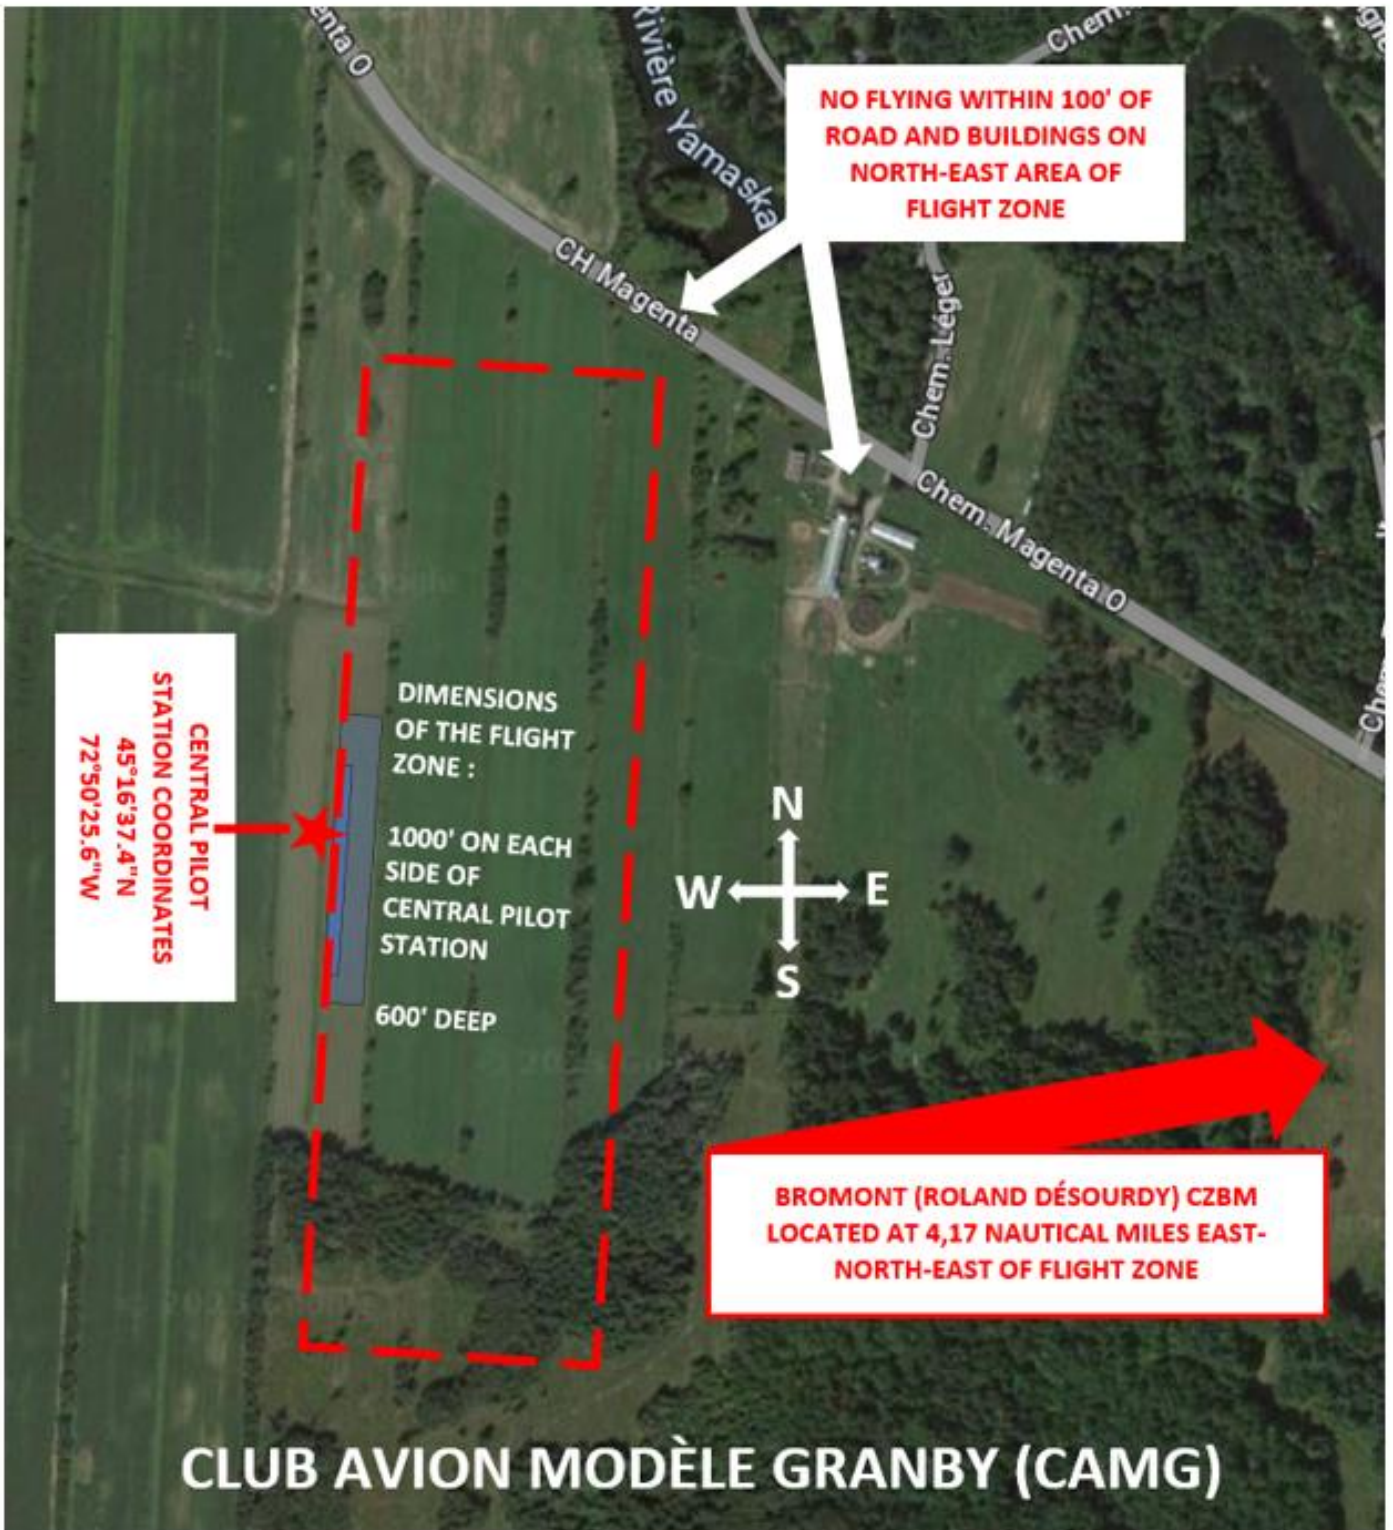 enta O
Rivière Yamaska
Chem.
NO FLYING WITHIN 100' OF
ROAD AND BUILDINGS ON
NORTH-EAST AREA OF
FLIGHT ZONE
CH Magenta
Chem. Léger
Chem. Magenta O
CENTRAL PILOT
STATION COORDINATES
45°16'37.4"N
72°50'25.6"W
DIMENSIONS
OF THE FLIGHT
ZONE :
1000' ON EACH
SIDE OF
CENTRAL PILOT
STATION
600' DEEP
N
W E
S
BROMONT (ROLAND DÉSOURDY) CZBM
LOCATED AT 4,17 NAUTICAL MILES EAST-
NORTH-EAST OF FLIGHT ZONE
CLUB AVION MODÈLE GRANBY (CAMG)